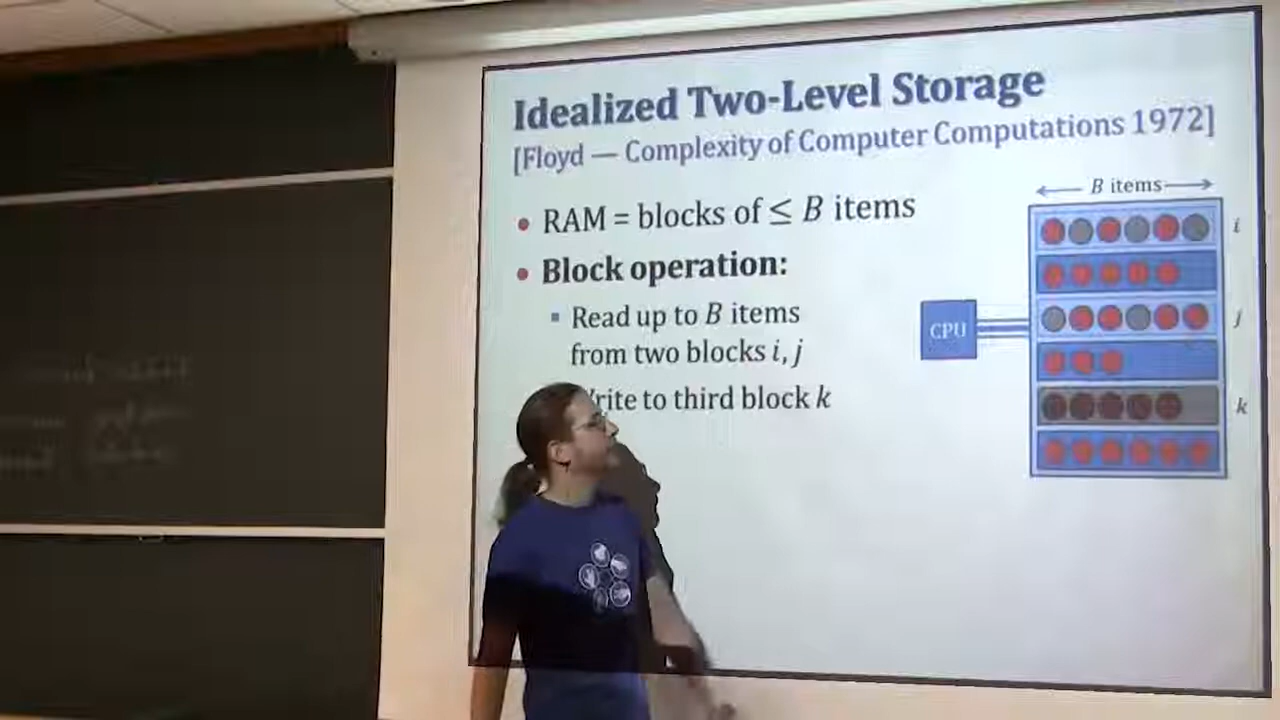 Idealized Two-Level Storage
[Floyd — Complexity of Computer Computations 1972]
• RAM = blocks of ≤ B items
• Block operation:
▪ Read up to B items
from two blocks i, j
to third block k
B items
CPU
i
j
k